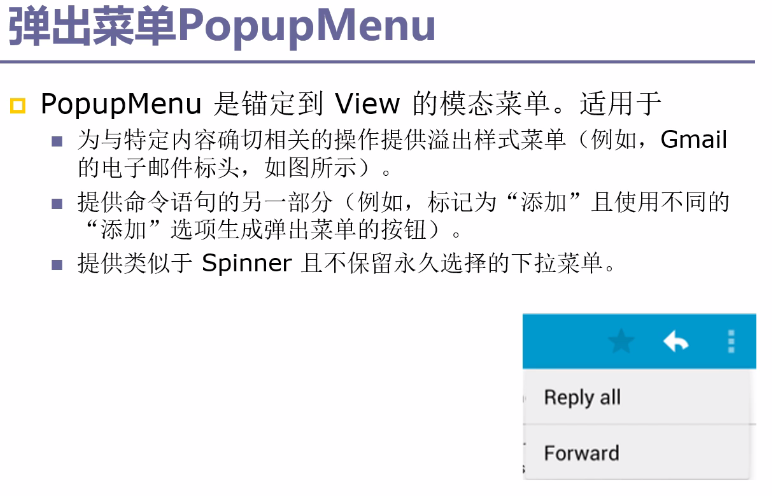 弹出菜单PopupMenu
PopupMenu 是锚定到 View 的模态菜单。适用于
为与特定内容确切相关的操作提供溢出样式菜单（例如，Gmail
的电子邮件标头，如图所示）。
提供命令语句的另一部分（例如，标记为“添加”且使用不同的
“添加”选项生成弹出菜单的按钮）。
提供类似于 Spinner 且不保留永久选择的下拉菜单。
Reply all
Forward